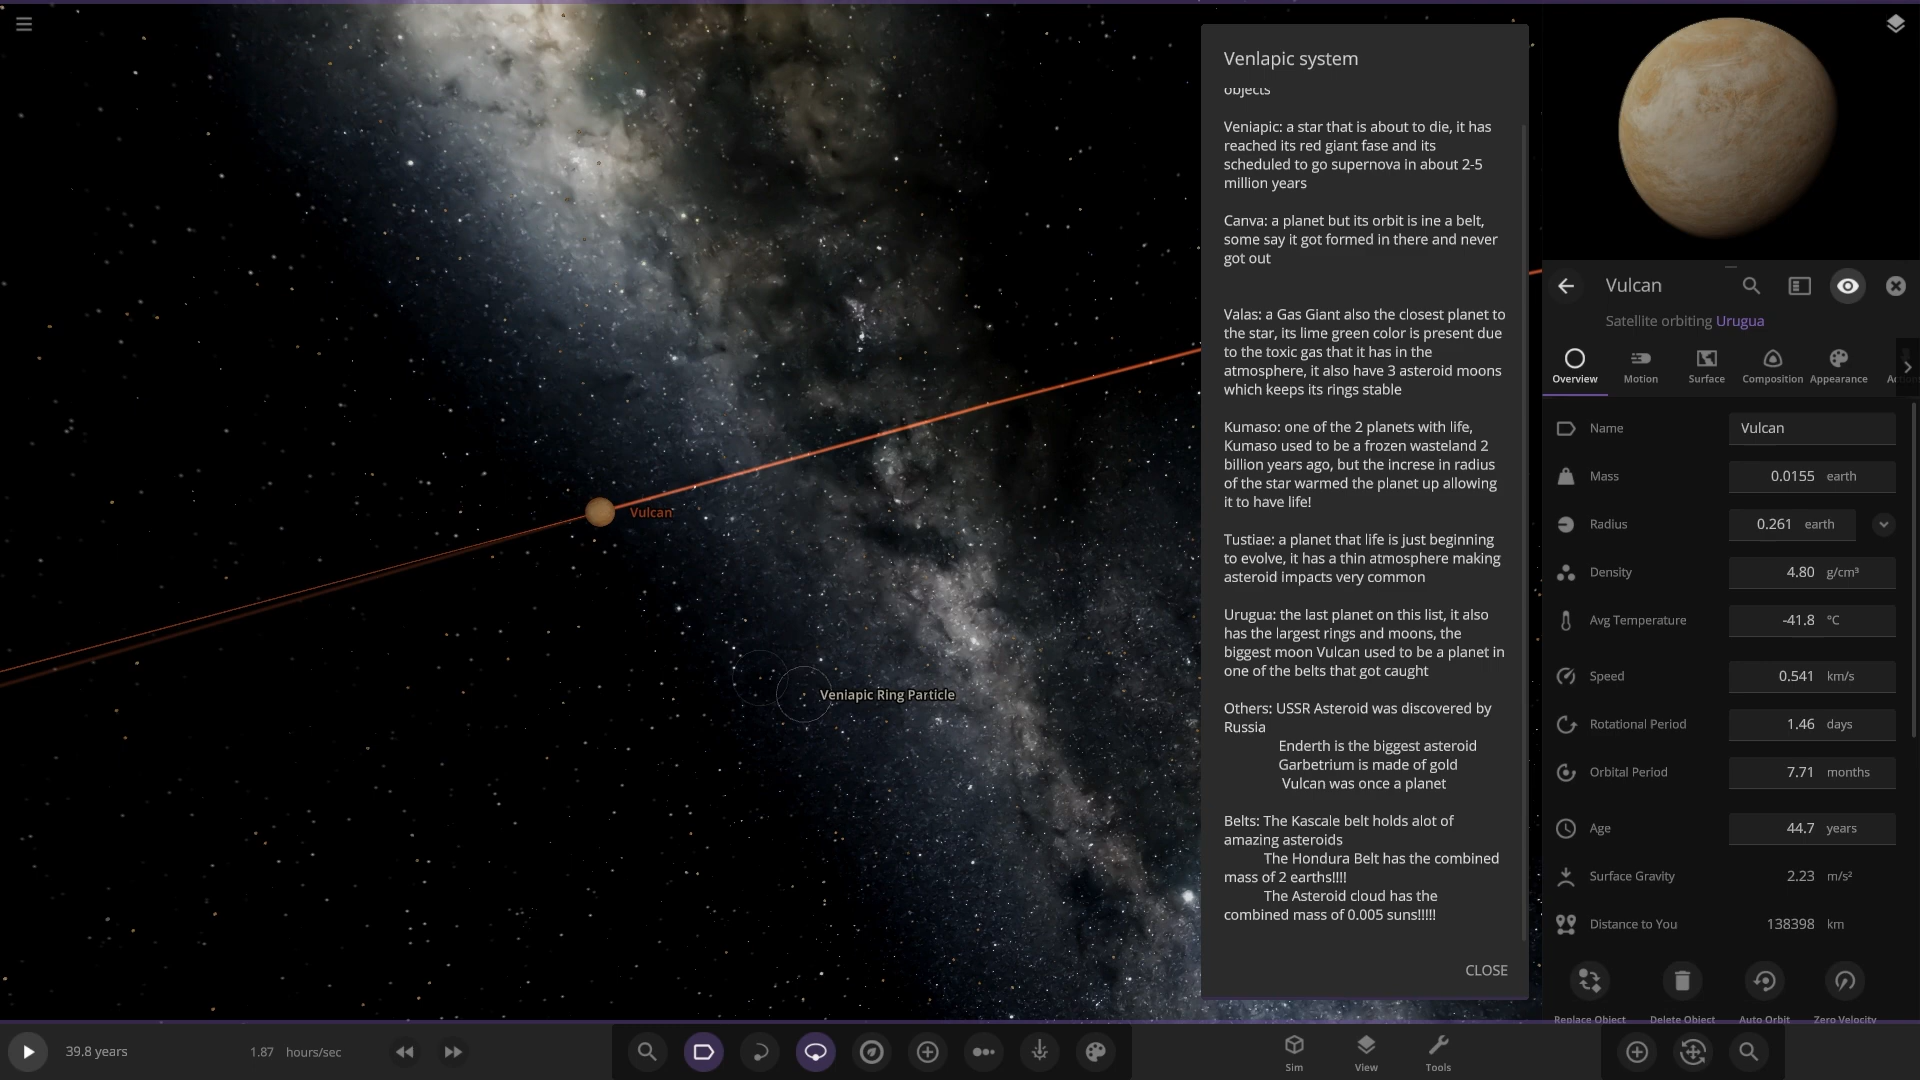 Venlapic system
objects
Veniapic: a star that is about to die, it has
reached its red giant fase and its
scheduled to go supernova in about 2-5
million years
Canva: a planet but its orbit is ine a belt,
some say it got formed in there and never
got out
Valas: a Gas Giant also the closest planet to
the star, its lime green color is present due
to the toxic gas that it has in the
atmosphere, it also have 3 asteroid moons
which keeps its rings stable
Kumaso: one of the 2 planets with life,
Kumaso used to be a frozen wasteland 2
billion years ago, but the increse in radius
of the star warmed the planet up allowing
it to have life!
Tustiae: a planet that life is just beginning
to evolve, it has a thin atmosphere making
asteroid impacts very common
Urugua: the last planet on this list, it also
has the largest rings and moons, the
biggest moon Vulcan used to be a planet in
one of the belts that got caught
Others: USSR Asteroid was discovered by
Russia
Enderth is the biggest asteroid
Garbetrium is made of gold
Vulcan was once a planet
Belts: The Kascale belt holds alot of
amazing asteroids
The Hondura Belt has the combined
mass of 2 earths!!!!
The Asteroid cloud has the
combined mass of 0.005 suns!!!!!
CLOSE
Vulcan
Veniapic Ring Particle
Vulcan
Satellite orbiting Urugua
Overview Motion Surface Composition Appearance
Name Vulcan
Mass 0.0155 earth
Radius 0.261 earth
Density 4.80 g/cm³
Avg Temperature -41.8 °C
Speed 0.541 km/s
Rotational Period 1.46 days
Orbital Period 7.71 months
Age 44.7 years
Surface Gravity 2.23 m/s²
Distance to You 138398 km
Replace Object Delete Object Auto Orbit Zero Velocity
39.8 years 1.87 hours/sec
Sim View Tools